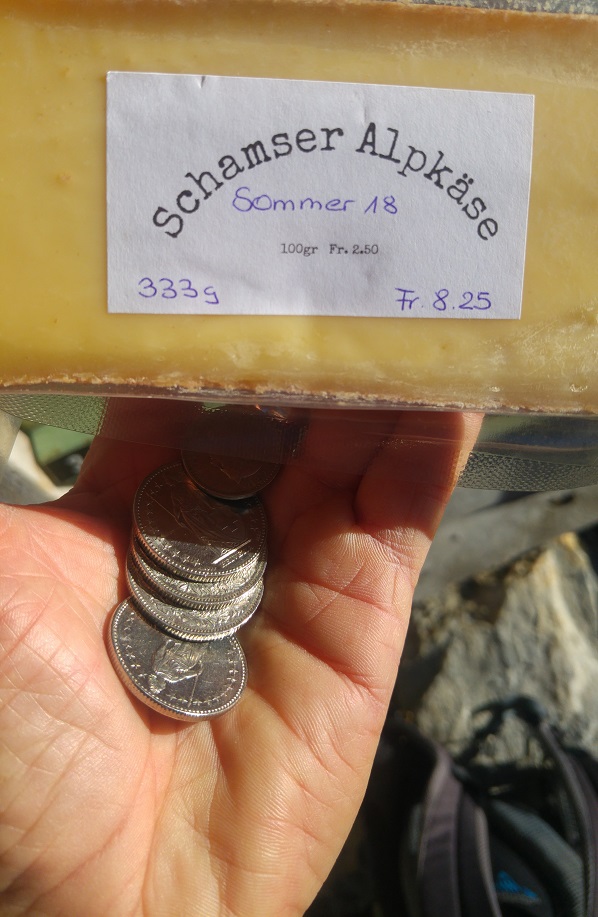 Schamser Alpkäse
Sommer 18
100gr Fr. 2.50
333g Fr. 8.25